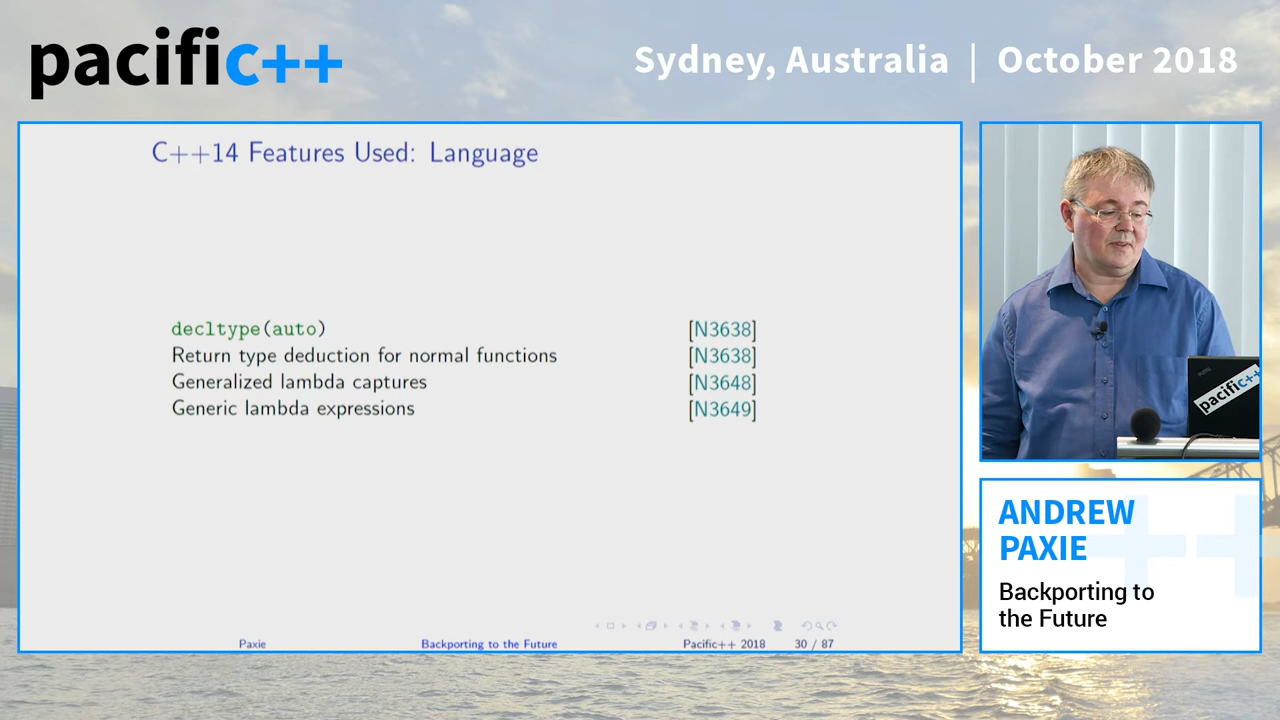 pacific++
Sydney, Australia | October 2018
C++14 Features Used: Language
decltype(auto) [N3638]
Return type deduction for normal functions [N3638]
Generalized lambda captures [N3648]
Generic lambda expressions [N3649]
Paxie Backporting to the Future Pacific++ 2018 30 / 87
pacific++
ANDREW
PAXIE
Backporting to
the Future